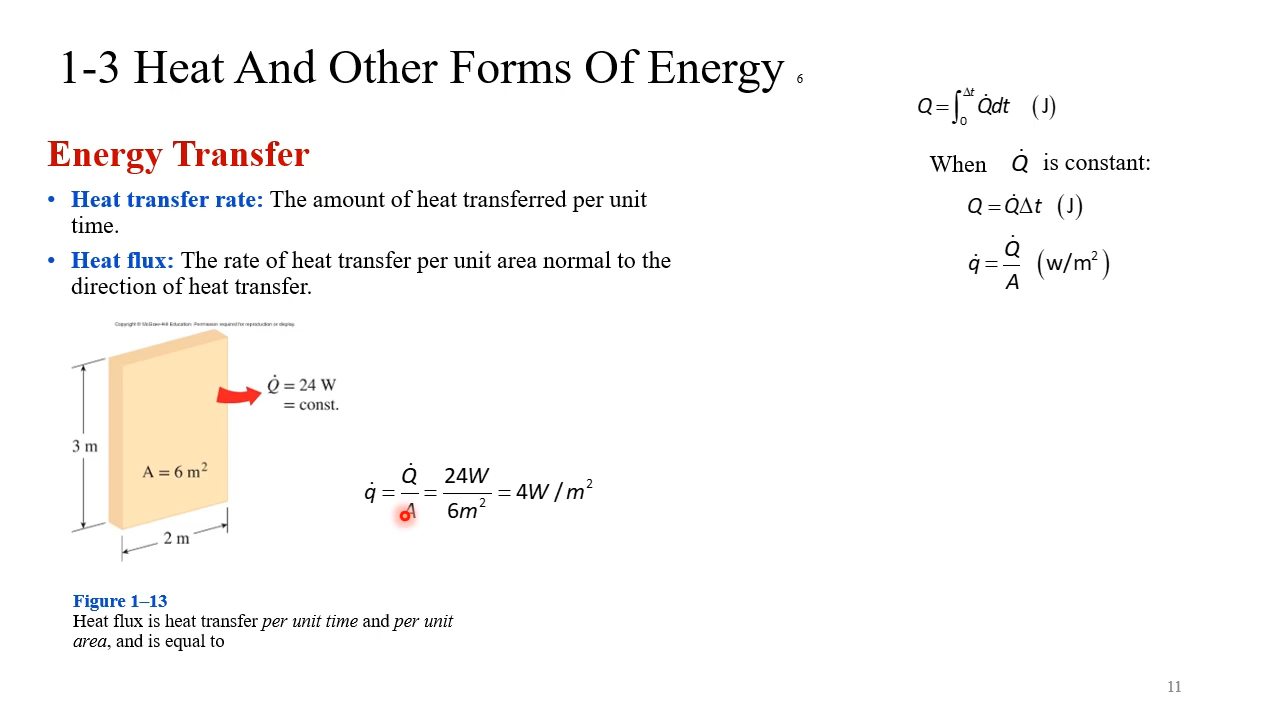 1-3 Heat And Other Forms Of Energy 6
Energy Transfer
• Heat transfer rate: The amount of heat transferred per unit
time.
• Heat flux: The rate of heat transfer per unit area normal to the
direction of heat transfer.
Q = ∫₀^Δt Q̇dt (J)
When Q̇ is constant:
Q = Q̇Δt (J)
q̇ = Q̇/A (w/m²)
Copyright © McGraw-Hill Education. Permission required for reproduction or display.
Q̇ = 24 W
= const.
3 m
A = 6 m²
2 m
q̇ = Q̇/A = 24W/6m² = 4W / m²
Figure 1–13
Heat flux is heat transfer per unit time and per unit
area, and is equal to
11